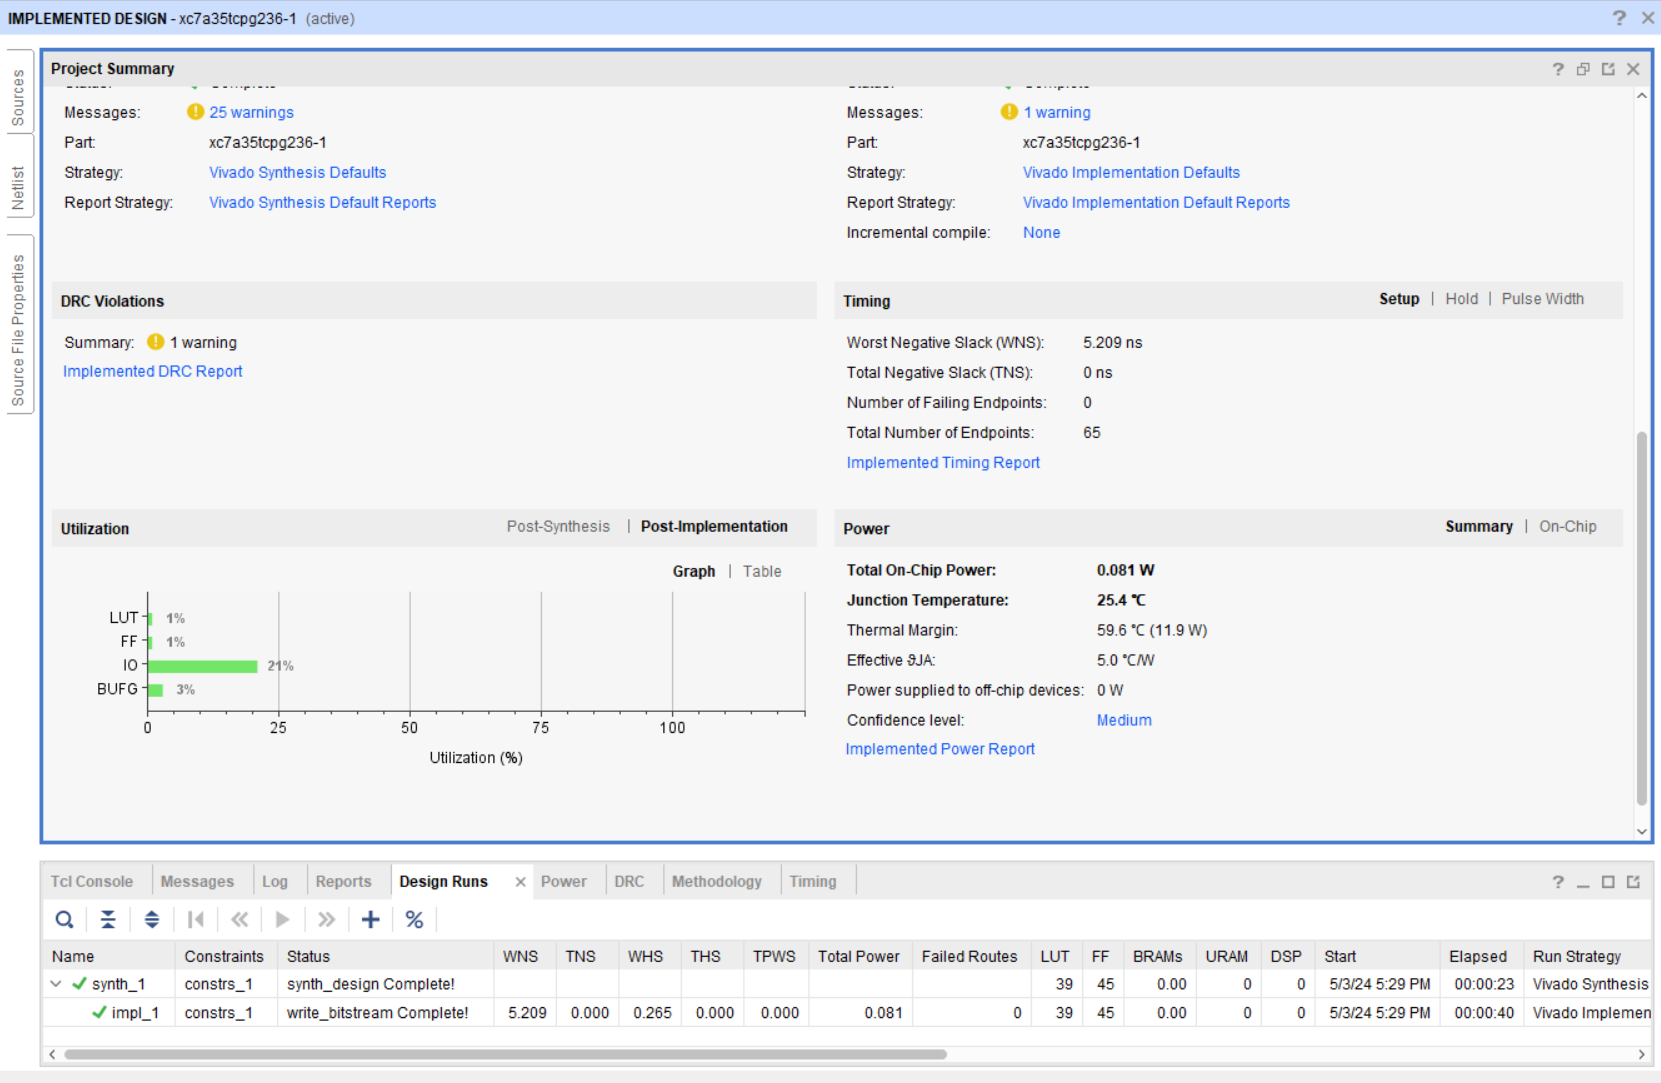 IMPLEMENTED DESIGN - xc7a35tcpg236-1 (active)
Sources
Netlist
Source File Properties
Project Summary
Status: Complete
Messages: 25 warnings
Part: xc7a35tcpg236-1
Strategy: Vivado Synthesis Defaults
Report Strategy: Vivado Synthesis Default Reports
Status: Complete
Messages: 1 warning
Part: xc7a35tcpg236-1
Strategy: Vivado Implementation Defaults
Report Strategy: Vivado Implementation Default Reports
Incremental compile: None
DRC Violations
Summary: 1 warning
Implemented DRC Report
Timing Setup | Hold | Pulse Width
Worst Negative Slack (WNS): 5.209 ns
Total Negative Slack (TNS): 0 ns
Number of Failing Endpoints: 0
Total Number of Endpoints: 65
Implemented Timing Report
Utilization Post-Synthesis | Post-Implementation
Graph | Table
LUT 1%
FF 1%
IO 21%
BUFG 3%
0 25 50 75 100
Utilization (%)
Power Summary | On-Chip
Total On-Chip Power: 0.081 W
Junction Temperature: 25.4 °C
Thermal Margin: 59.6 °C (11.9 W)
Effective ϑJA: 5.0 °C/W
Power supplied to off-chip devices: 0 W
Confidence level: Medium
Implemented Power Report
Tcl Console Messages Log Reports Design Runs Power DRC Methodology Timing
Name Constraints Status WNS TNS WHS THS TPWS Total Power Failed Routes LUT FF BRAMs URAM DSP Start Elapsed Run Strategy
synth_1 constrs_1 synth_design Complete! 39 45 0.00 0 0 5/3/24 5:29 PM 00:00:23 Vivado Synthesis
impl_1 constrs_1 write_bitstream Complete! 5.209 0.000 0.265 0.000 0.000 0.081 0 39 45 0.00 0 0 5/3/24 5:29 PM 00:00:40 Vivado Implemen